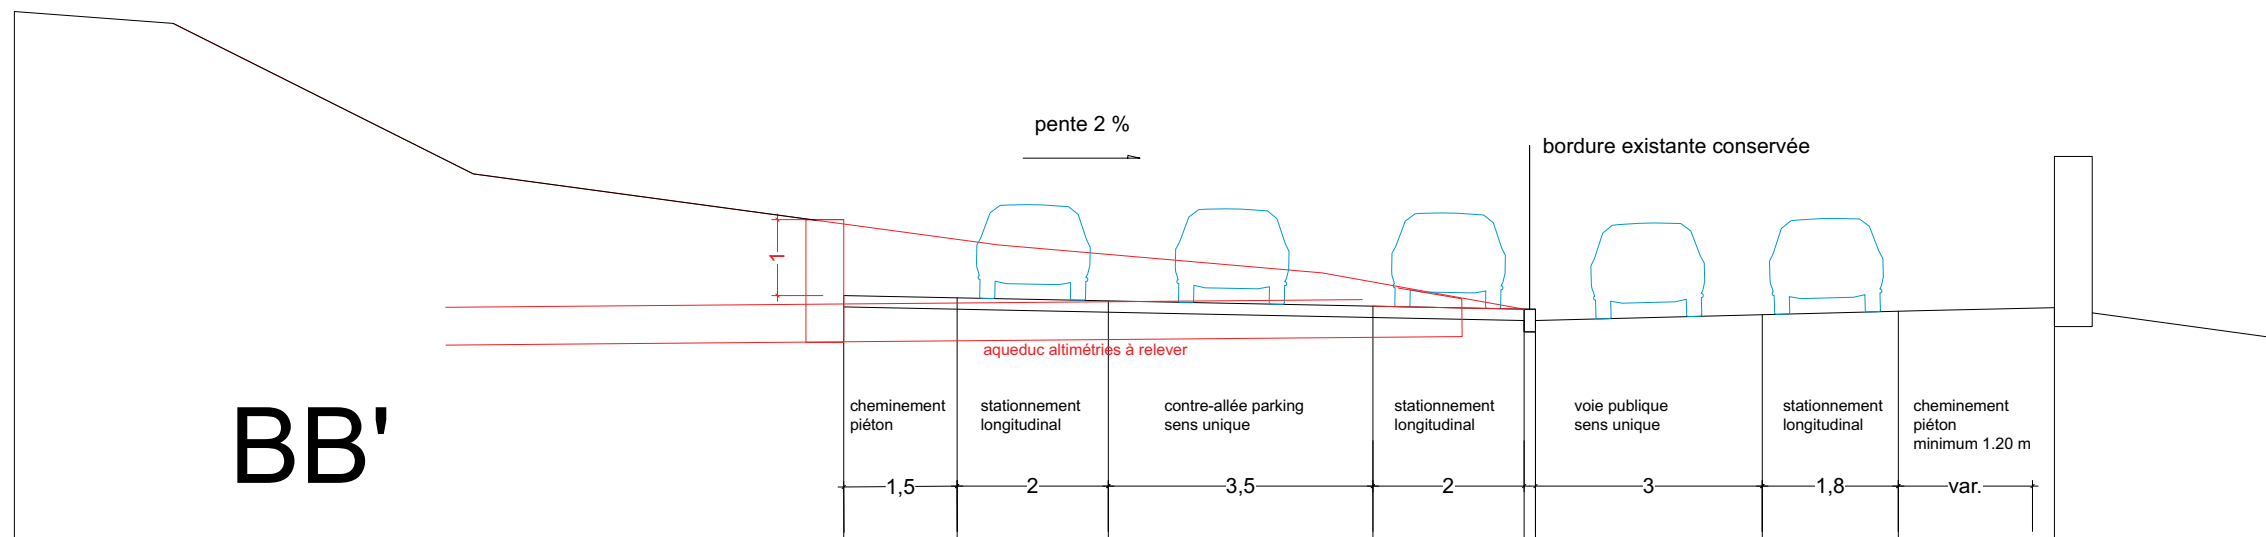 pente 2 %
bordure existante conservée
1
aqueduc altimétries à relever
BB'
cheminement
piéton
stationnement
longitudinal
contre-allée parking
sens unique
stationnement
longitudinal
voie publique
sens unique
stationnement
longitudinal
cheminement
piéton
minimum 1.20 m
1,5
2
3,5
2
3
1,8
var.